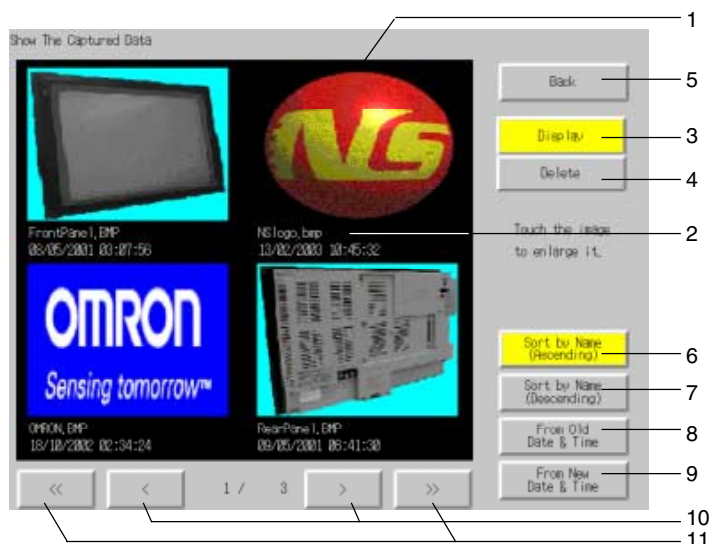 1
Show The Captured Data
Back
5
Display
3
Delete
4
NS
FrontPanel.BMP
08/05/2001 03:07:56
NSlogo.bmp
13/02/2003 10:45:32
2
Touch the image
to enlarge it.
OMRON
Sensing tomorrow™
Sort by Name
(Ascending)
6
Sort by Name
(Descending)
7
OMRON.BMP
18/10/2002 02:34:24
RearPanel.BMP
09/05/2001 06:41:30
From Old
Date & Time
8
From New
Date & Time
9
<<
<
1 / 3
>
>>
10
11